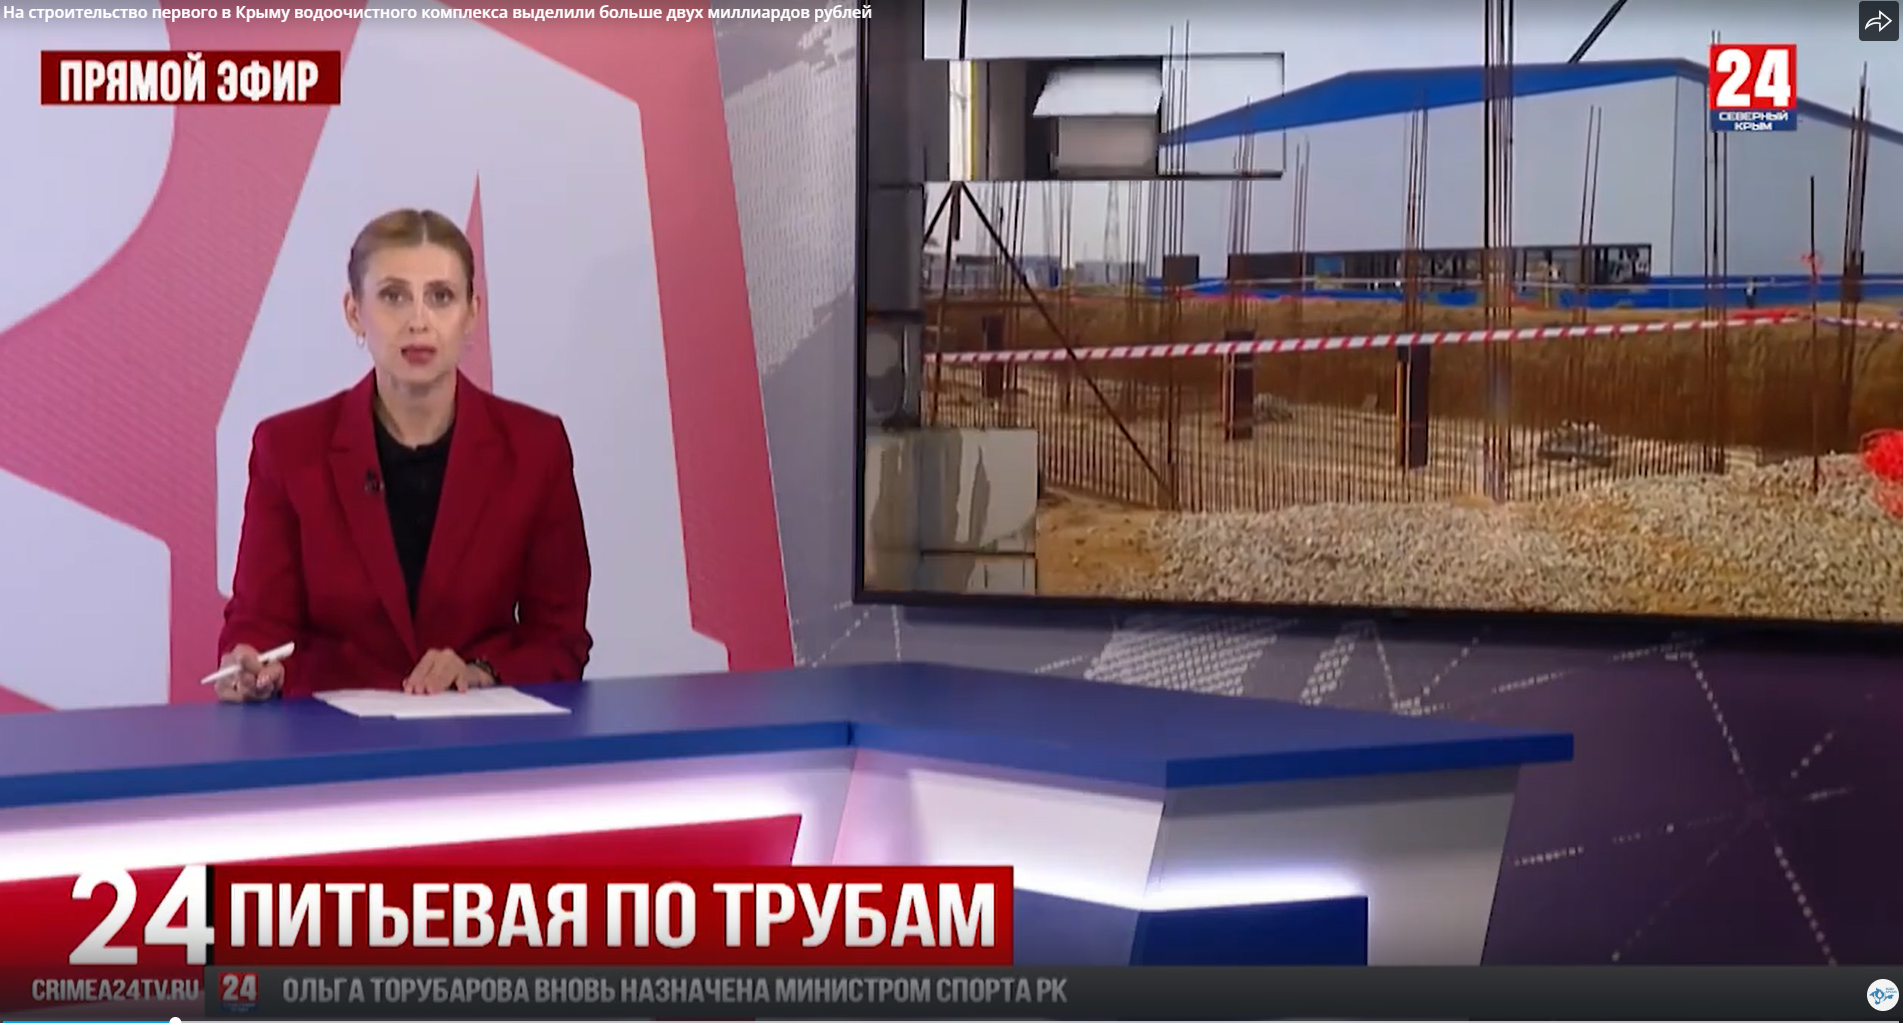 На строительство первого в Крыму водоочистного комплекса выделили больше двух миллиардов рублей
ПРЯМОЙ ЭФИР
24
СЕВЕРНЫЙ
КРЫМ
24 ПИТЬЕВАЯ ПО ТРУБАМ
CRIMEA24TV.RU 24 ОЛЬГА ТОРУБАРОВА ВНОВЬ НАЗНАЧЕНА МИНИСТРОМ СПОРТА РК